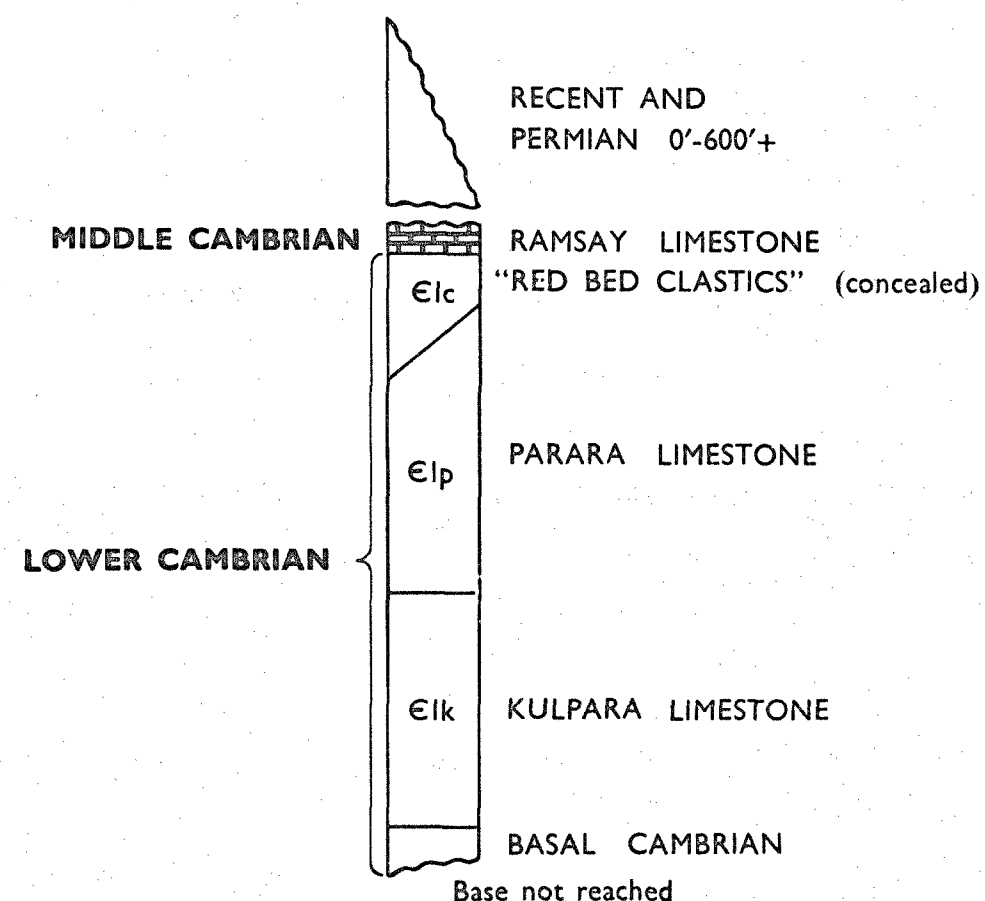 RECENT AND
PERMIAN 0'-600'+
MIDDLE CAMBRIAN
RAMSAY LIMESTONE
"RED BED CLASTICS" (concealed)
Єlc
Єlp
PARARA LIMESTONE
LOWER CAMBRIAN
Єlk
KULPARA LIMESTONE
BASAL CAMBRIAN
Base not reached